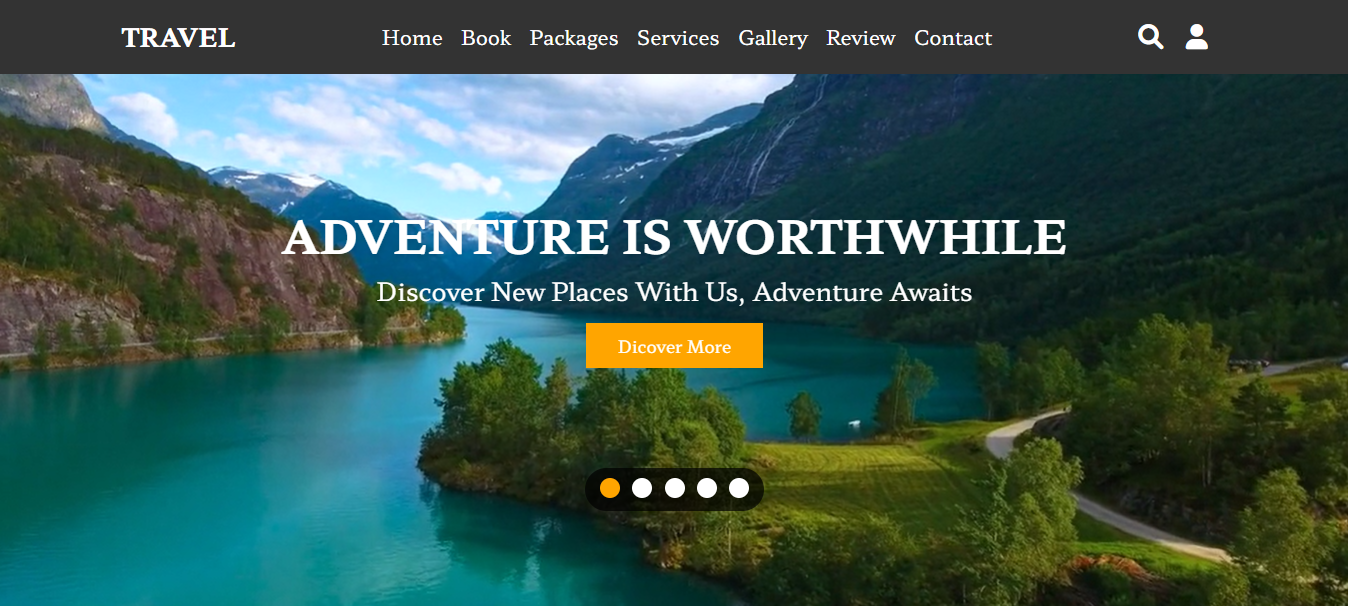 TRAVEL
Home Book Packages Services Gallery Review Contact
ADVENTURE IS WORTHWHILE
Discover New Places With Us, Adventure Awaits
Dicover More